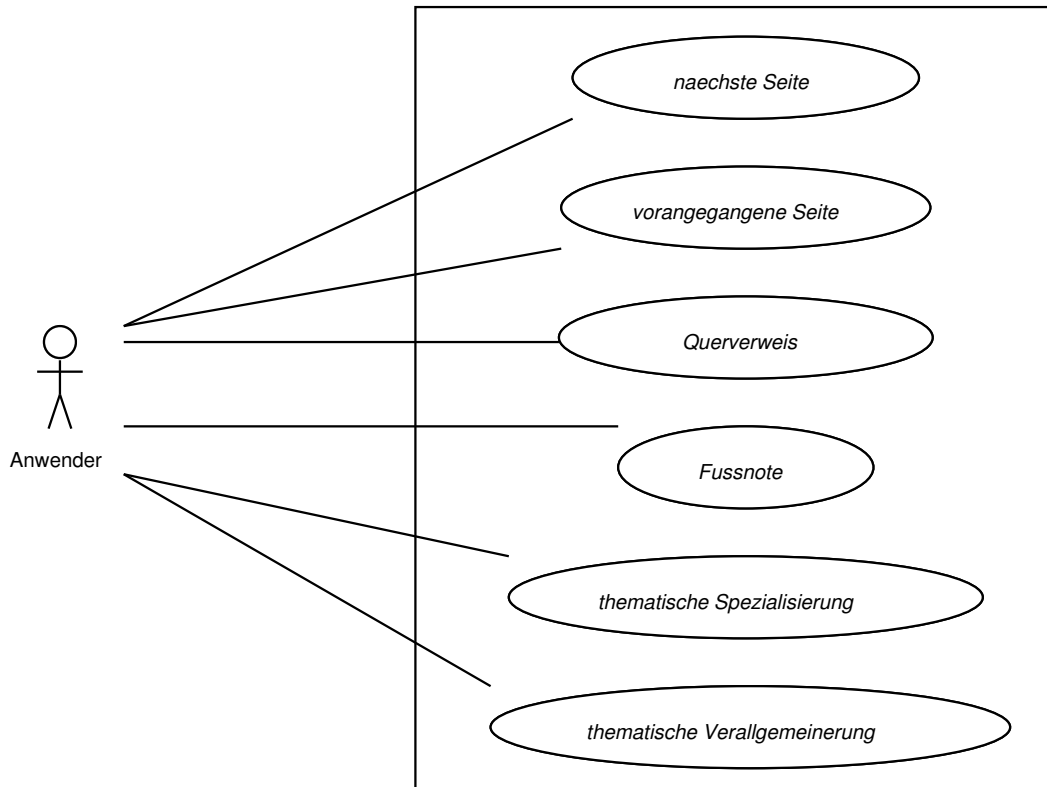 naechste Seite
vorangegangene Seite
Querverweis
Anwender
Fussnote
thematische Spezialisierung
thematische Verallgemeinerung